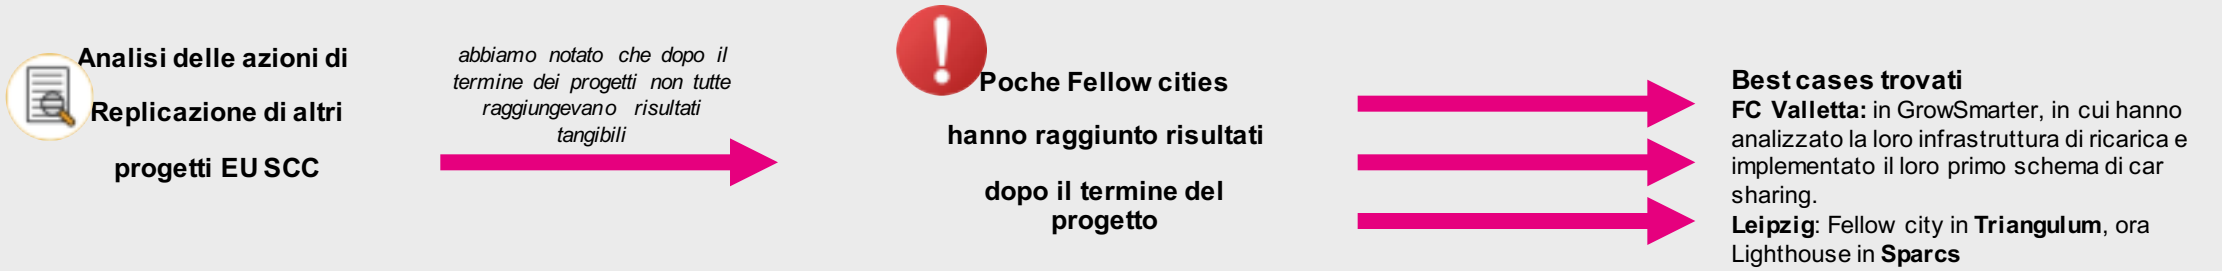 Analisi delle azioni di
Replicazione di altri
progetti EU SCC
abbiamo notato che dopo il
termine dei progetti non tutte
raggiungevano risultati
tangibili
Poche Fellow cities
hanno raggiunto risultati
dopo il termine del
progetto
Best cases trovati
FC Valletta: in GrowSmarter, in cui hanno
analizzato la loro infrastruttura di ricarica e
implementato il loro primo schema di car
sharing.
Leipzig: Fellow city in Triangulum, ora
Lighthouse in Sparcs